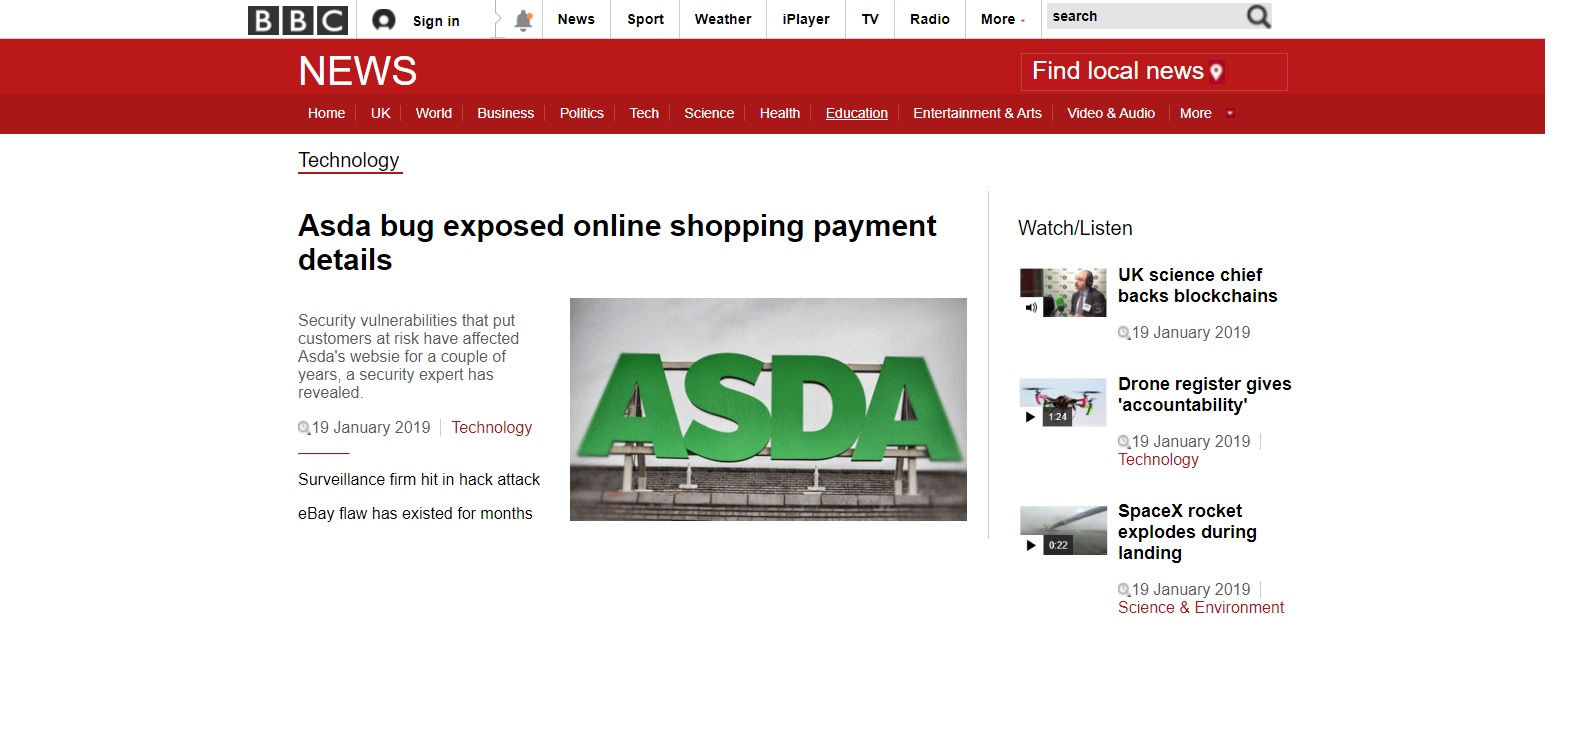 BBC Sign in News Sport Weather iPlayer TV Radio More search
NEWS
Find local news
Home UK World Business Politics Tech Science Health Education Entertainment & Arts Video & Audio More
Technology
Asda bug exposed online shopping payment
details
Security vulnerabilities that put
customers at risk have affected
Asda's websie for a couple of
years, a security expert has
revealed.
19 January 2019 Technology
Surveillance firm hit in hack attack
eBay flaw has existed for months
ASDA
Watch/Listen
UK science chief
backs blockchains
19 January 2019
Drone register gives
'accountability'
1:24
19 January 2019
Technology
SpaceX rocket
explodes during
landing
0:22
19 January 2019
Science & Environment